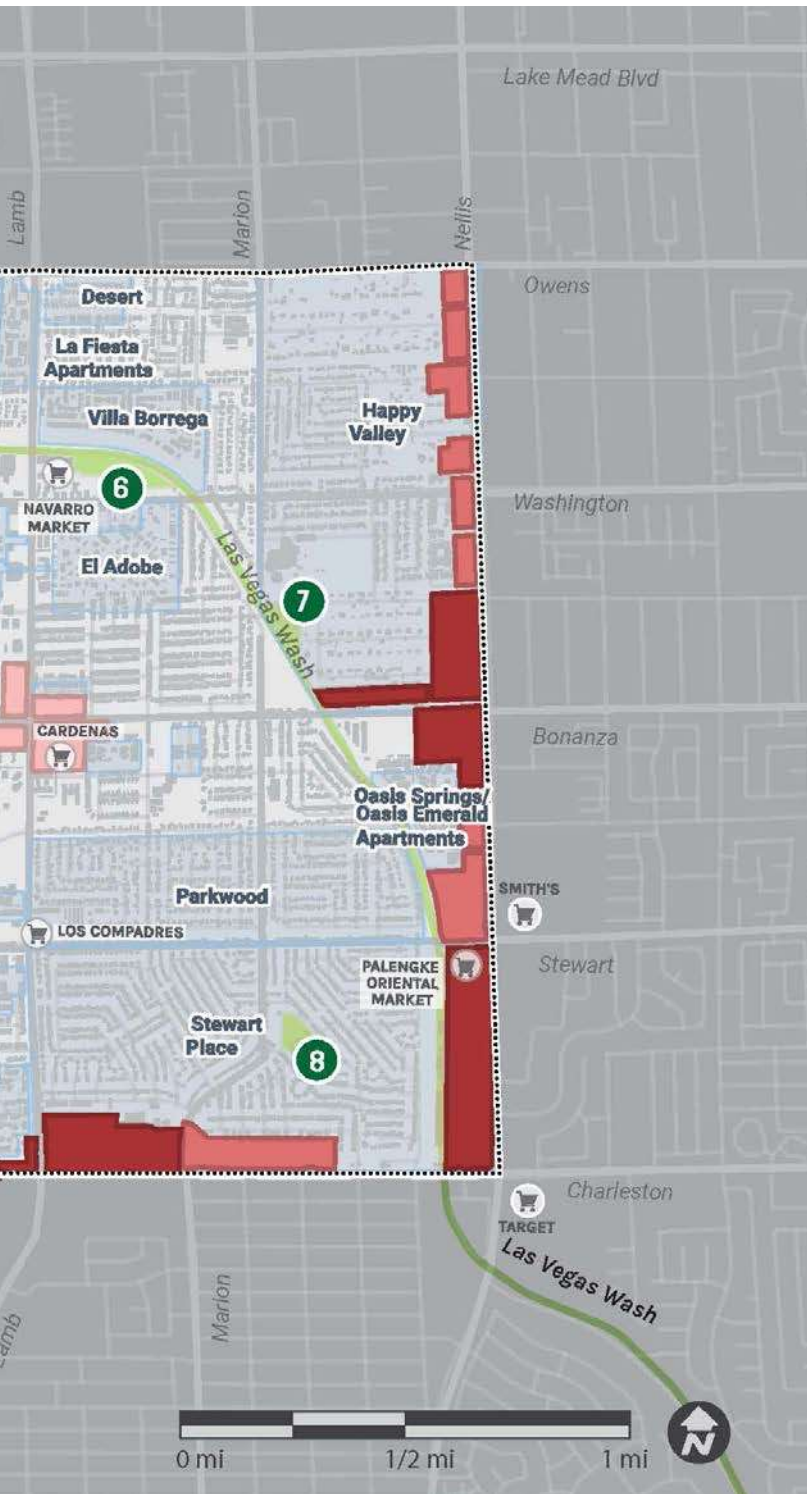 Lake Mead Blvd
Lamb
Marion
Nellis
Owens
Desert
La Fiesta
Apartments
Villa Borrega
Happy
Valley
6
NAVARRO
MARKET
Washington
El Adobe
Las Vegas Wash
7
CARDENAS
Bonanza
Oasis Springs/
Oasis Emerald
Apartments
Parkwood
SMITH'S
LOS COMPADRES
PALENGKE
ORIENTAL
MARKET
Stewart
Stewart
Place
8
Charleston
TARGET
Las Vegas Wash
Marion
Lamb
0 mi
1/2 mi
1 mi
N